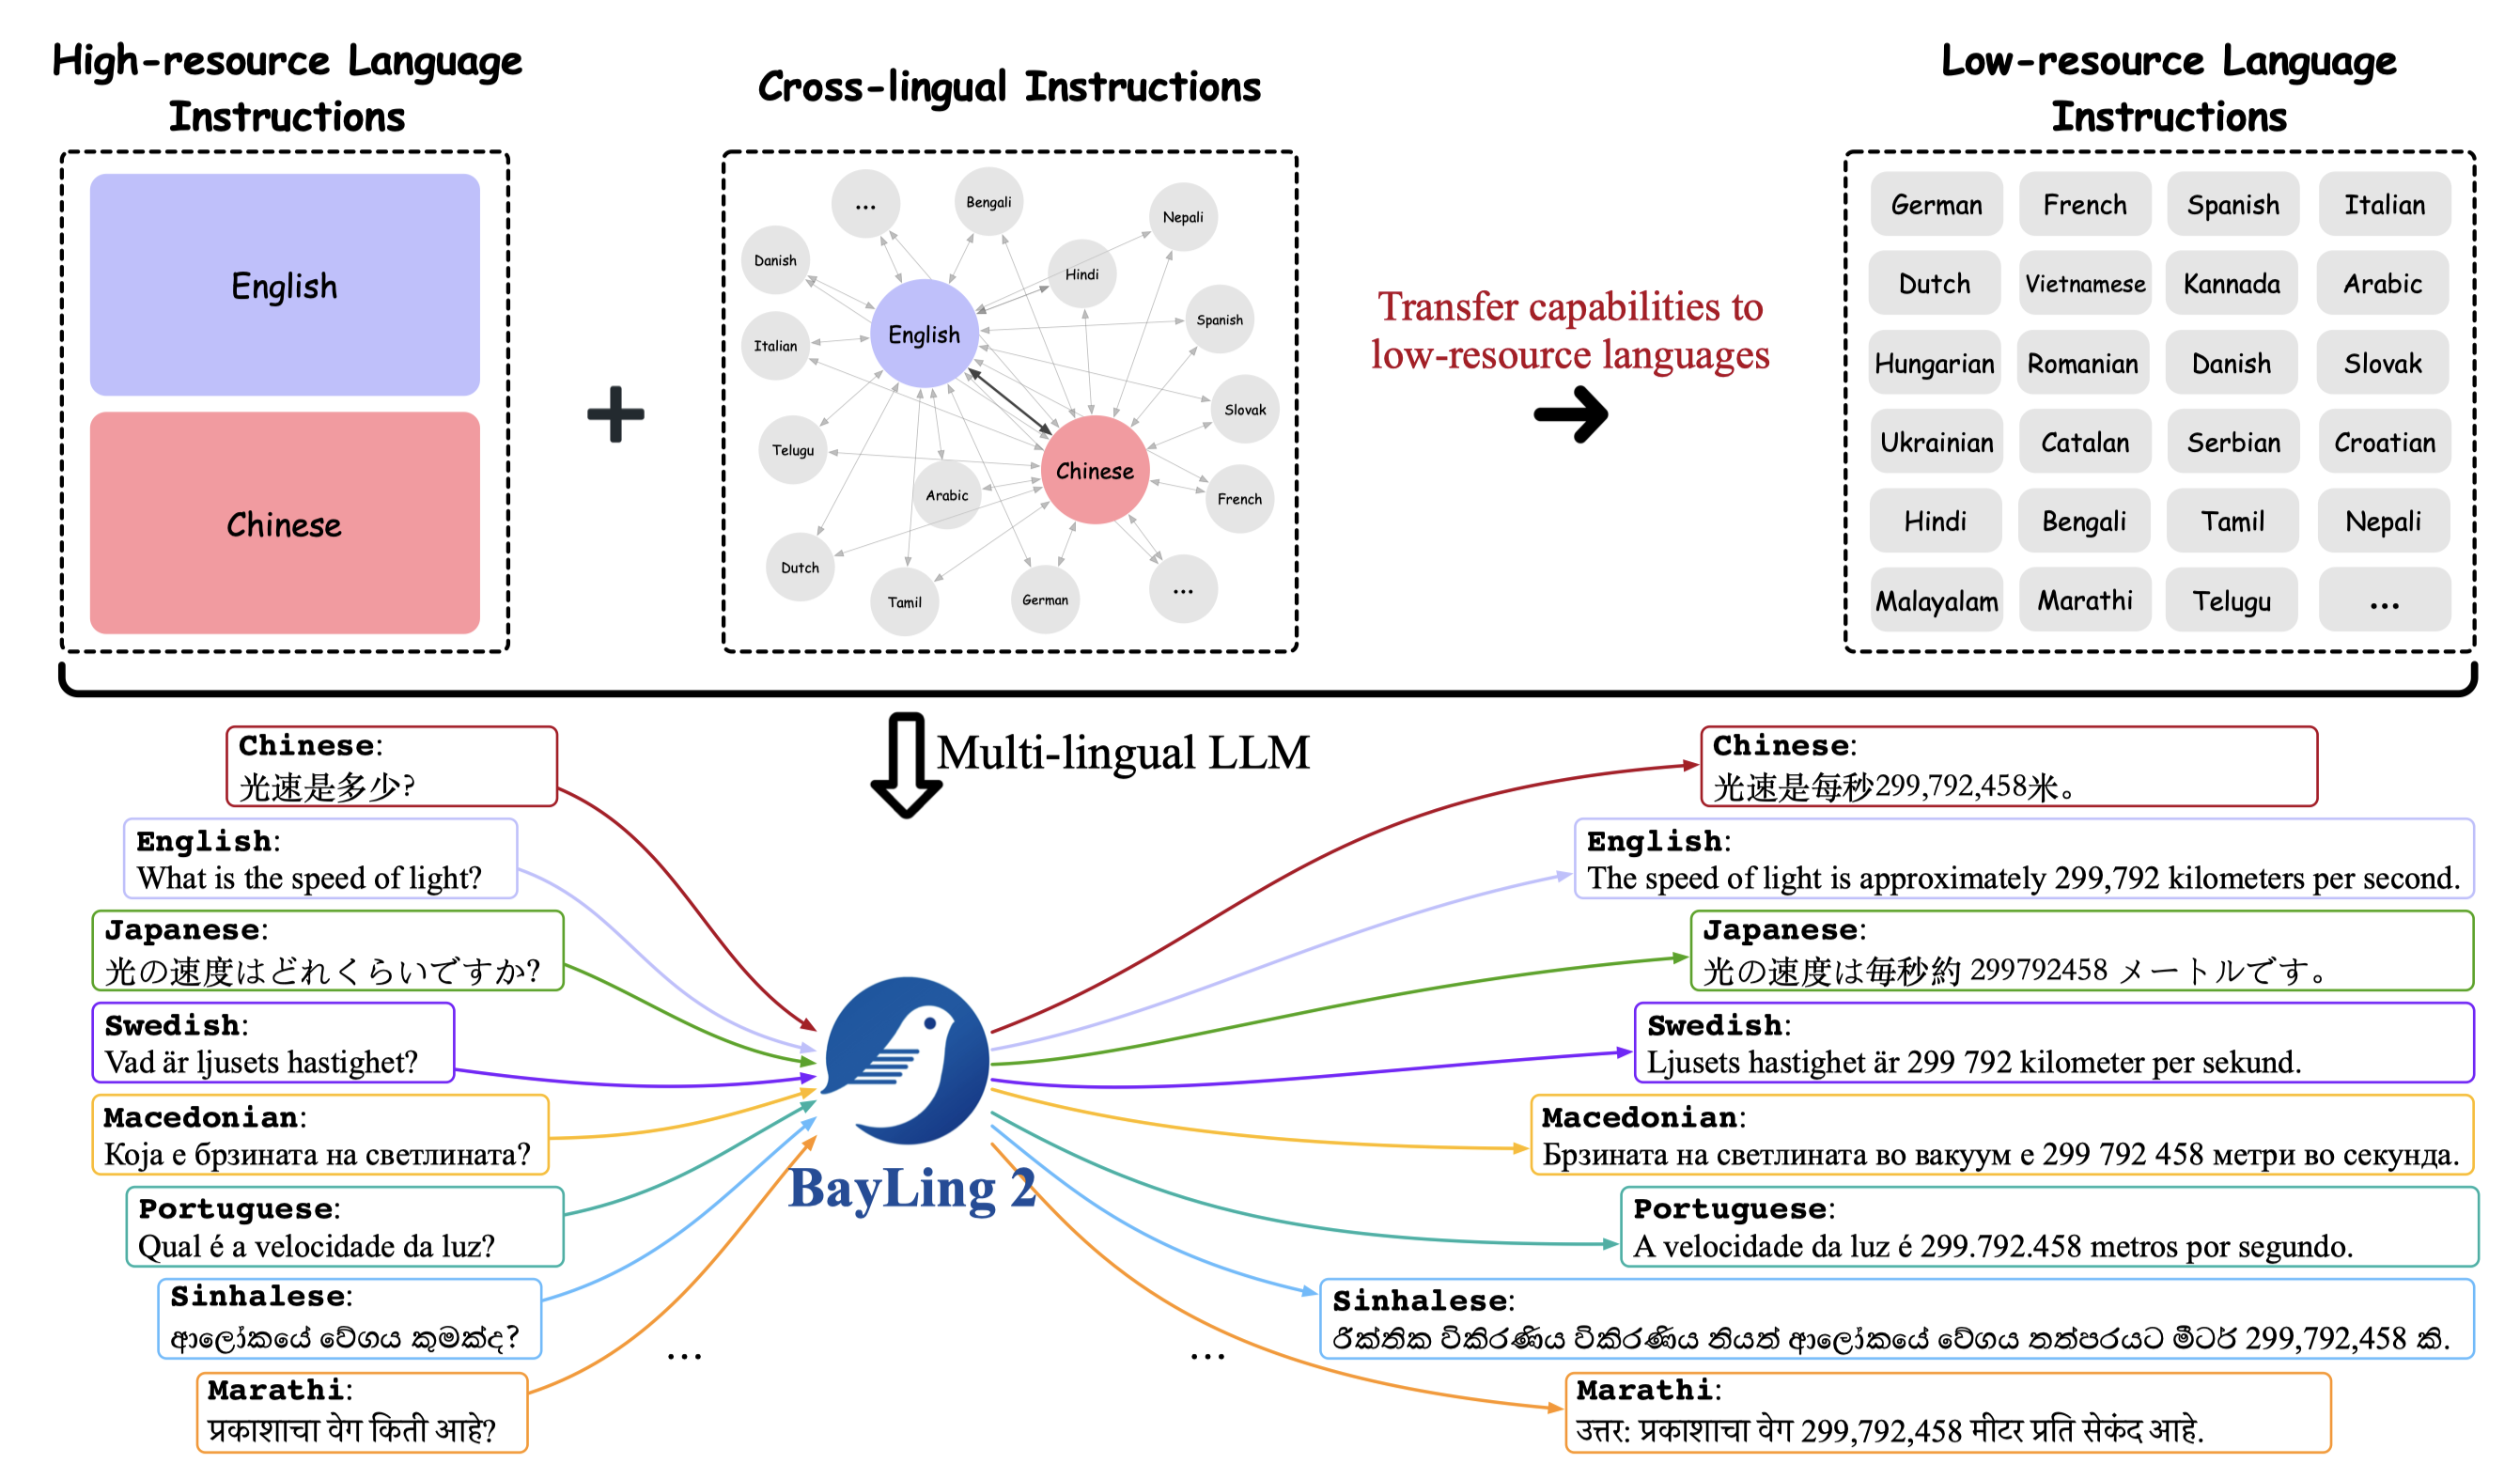 High-resource Language
Instructions
English
Chinese
Cross-lingual Instructions
...
Bengali
Nepali
Danish
Hindi
English
Spanish
Italian
Slovak
Telugu
Chinese
Arabic
French
Dutch
Tamil
German
...
Transfer capabilities to
low-resource languages
Low-resource Language
Instructions
German French Spanish Italian
Dutch Vietnamese Kannada Arabic
Hungarian Romanian Danish Slovak
Ukrainian Catalan Serbian Croatian
Hindi Bengali Tamil Nepali
Malayalam Marathi Telugu ...
Multi-lingual LLM
Chinese:
光速是多少?
English:
What is the speed of light?
Japanese:
光の速度はどれくらいですか?
Swedish:
Vad är ljusets hastighet?
Macedonian:
Која е брзината на светлината?
Portuguese:
Qual é a velocidade da luz?
Sinhalese:
ආලෝකයේ වේගය කුමක්ද?
Marathi:
प्रकाशाचा वेग किती आहे?
...
BayLing 2
...
Chinese:
光速是每秒299,792,458米。
English:
The speed of light is approximately 299,792 kilometers per second.
Japanese:
光の速度は毎秒約 299792458 メートルです。
Swedish:
Ljusets hastighet är 299 792 kilometer per sekund.
Macedonian:
Брзината на светлината во вакуум е 299 792 458 метри во секунда.
Portuguese:
A velocidade da luz é 299.792.458 metros por segundo.
Sinhalese:
රික්තික විකිරණිය විකිරණිය තියත් ආලෝකයේ වේගය තත්පරයට මීටර් 299,792,458 කි.
Marathi:
उत्तर: प्रकाशाचा वेग 299,792,458 मीटर प्रति सेकंद आहे.